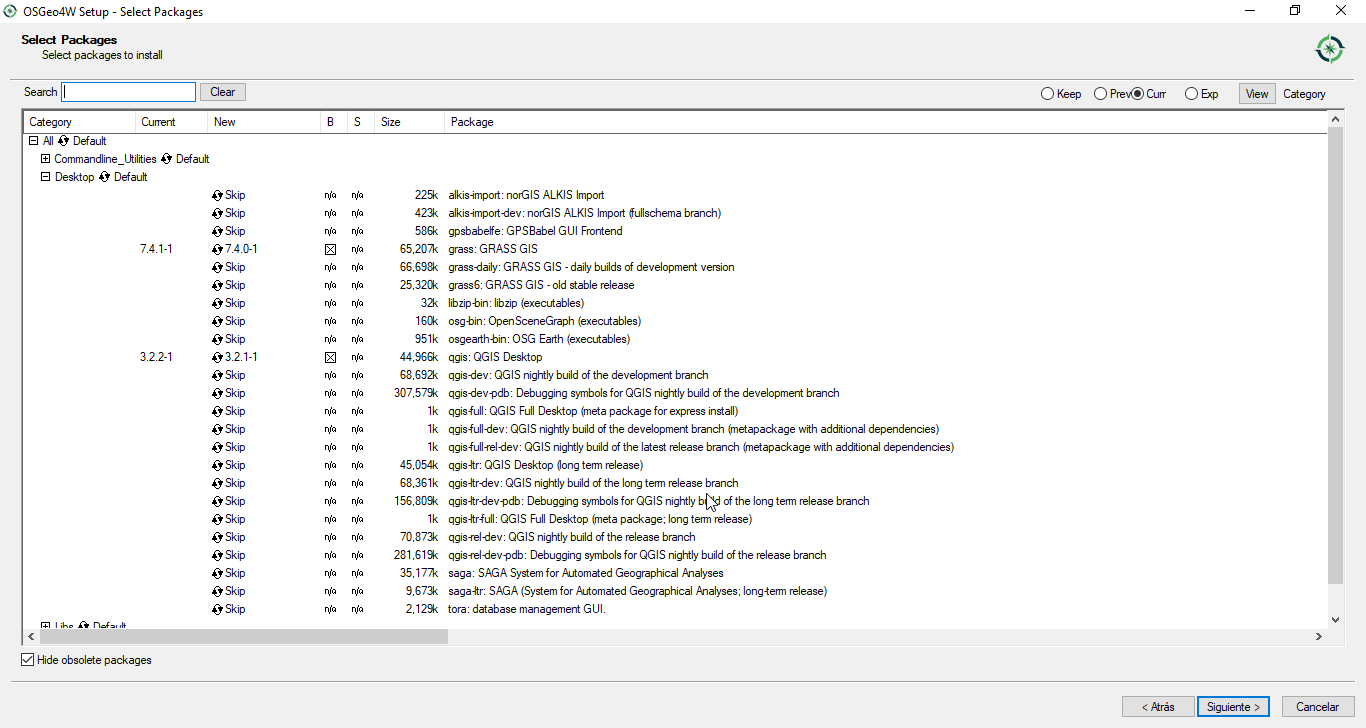 OSGeo4W Setup - Select Packages
Select Packages
Select packages to install
Search Clear Keep Prev Curr Exp View Category
Category Current New B S Size Package
All Default
Commandline_Utilities Default
Desktop Default
Skip n/a n/a 225k alkis-import: norGIS ALKIS Import
Skip n/a n/a 423k alkis-import-dev: norGIS ALKIS Import (fullschema branch)
Skip n/a n/a 586k gpsbabelfe: GPSBabel GUI Frontend
7.4.1-1 7.4.0-1 n/a 65,207k grass: GRASS GIS
Skip n/a n/a 66,698k grass-daily: GRASS GIS - daily builds of development version
Skip n/a n/a 25,320k grass6: GRASS GIS - old stable release
Skip n/a n/a 32k libzip-bin: libzip (executables)
Skip n/a n/a 160k osg-bin: OpenSceneGraph (executables)
Skip n/a n/a 951k osgearth-bin: OSG Earth (executables)
3.2.2-1 3.2.1-1 n/a 44,966k qgis: QGIS Desktop
Skip n/a n/a 68,692k qgis-dev: QGIS nightly build of the development branch
Skip n/a n/a 307,579k qgis-dev-pdb: Debugging symbols for QGIS nightly build of the development branch
Skip n/a n/a 1k qgis-full: QGIS Full Desktop (meta package for express install)
Skip n/a n/a 1k qgis-full-dev: QGIS nightly build of the development branch (metapackage with additional dependencies)
Skip n/a n/a 1k qgis-full-rel-dev: QGIS nightly build of the latest release branch (metapackage with additional dependencies)
Skip n/a n/a 45,054k qgis-ltr: QGIS Desktop (long term release)
Skip n/a n/a 68,361k qgis-ltr-dev: QGIS nightly build of the long term release branch
Skip n/a n/a 156,809k qgis-ltr-dev-pdb: Debugging symbols for QGIS nightly build of the long term release branch
Skip n/a n/a 1k qgis-ltr-full: QGIS Full Desktop (meta package; long term release)
Skip n/a n/a 70,873k qgis-rel-dev: QGIS nightly build of the release branch
Skip n/a n/a 281,619k qgis-rel-dev-pdb: Debugging symbols for QGIS nightly build of the release branch
Skip n/a n/a 35,177k saga: SAGA System for Automated Geographical Analyses
Skip n/a n/a 9,673k saga-ltr: SAGA (System for Automated Geographical Analyses; long-term release)
Skip n/a n/a 2,129k tora: database management GUI.
Libs Default
Hide obsolete packages
< Atrás Siguiente > Cancelar